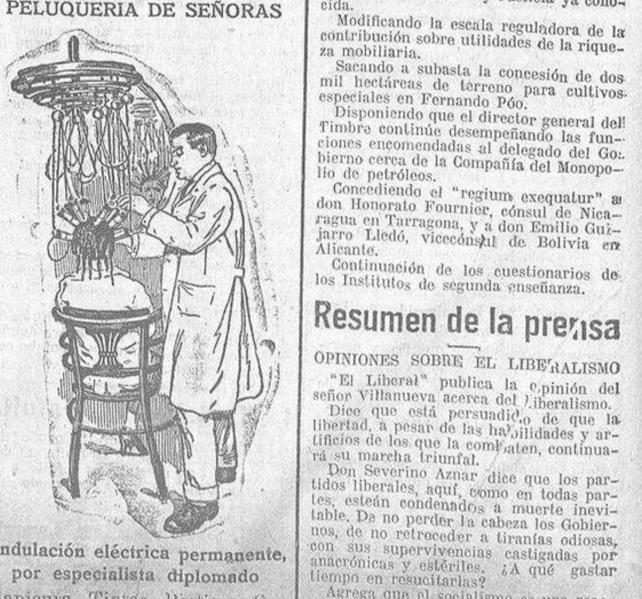 PELUQUERIA DE SEÑORAS
ndulación eléctrica permanente,
por especialista diplomado
cida.
Modificando la escala reguladora de la
contribución sobre utilidades de la rique-
za mobiliaria.
Sacando a subasta la concesión de dos
mil hectáreas de terreno para cultivos
especiales en Fernando Póo.
Disponiendo que el director general del
Timbre continúe desempeñando las fun-
ciones encomendadas al delegado del Go-
bierno cerca de la Compañía del Monopo-
lio de petróleos.
Concediendo el "regium exequatur" a
don Honorato Fournier, cónsul de Nica-
ragua en Tarragona, y a don Emilio Gui-
jarro Lledó, vicecónsul de Bolivia en
Alicante.
Continuación de los cuestionarios de
los Institutos de segunda enseñanza.
Resumen de la prensa
OPINIONES SOBRE EL LIBERALISMO
"El Liberal" publica la opinión del
señor Villanueva acerca del liberalismo.
Dice que está persuadido de que la
libertad, a pesar de las habilidades y ar-
tificios de los que la combaten, continua-
rá su marcha triunfal.
Don Severino Aznar dice que los par-
tidos liberales, aquí, como en todas par-
tes, esteán condenados a muerte inevi-
table. De no perder la cabeza los Gobier-
nos, de no retroceder a tiranías odiosas,
con sus supervivencias castigadas por
anacrónicas y estériles. ¿A qué gastar
tiempo en resucitarlas?
Agrega que el socialismo es una